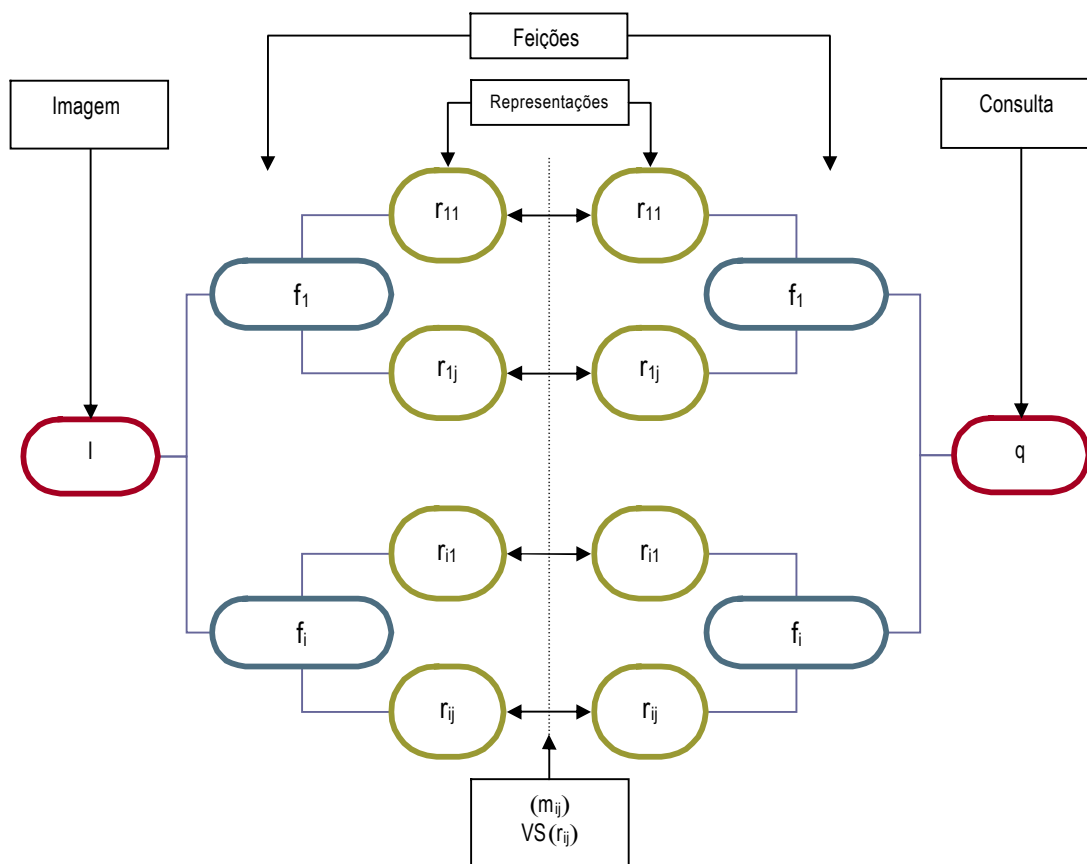 Feições
Imagem
Representações
Consulta
r11 r11
f1 f1
r1j r1j
I q
ri1 ri1
fi fi
rij rij
(mij)
VS(rij)